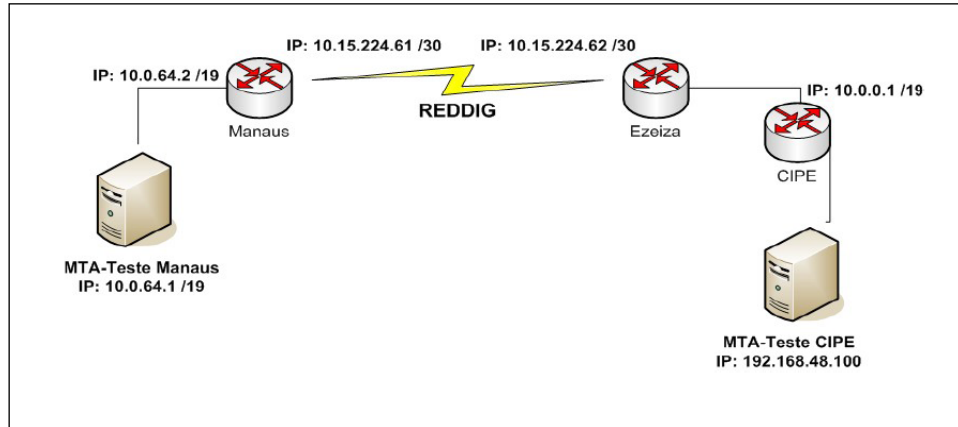 IP: 10.15.224.61 /30
IP: 10.15.224.62 /30
IP: 10.0.64.2 /19
IP: 10.0.0.1 /19
REDDIG
Manaus
Ezeiza
CIPE
MTA-Teste Manaus
IP: 10.0.64.1 /19
MTA-Teste CIPE
IP: 192.168.48.100